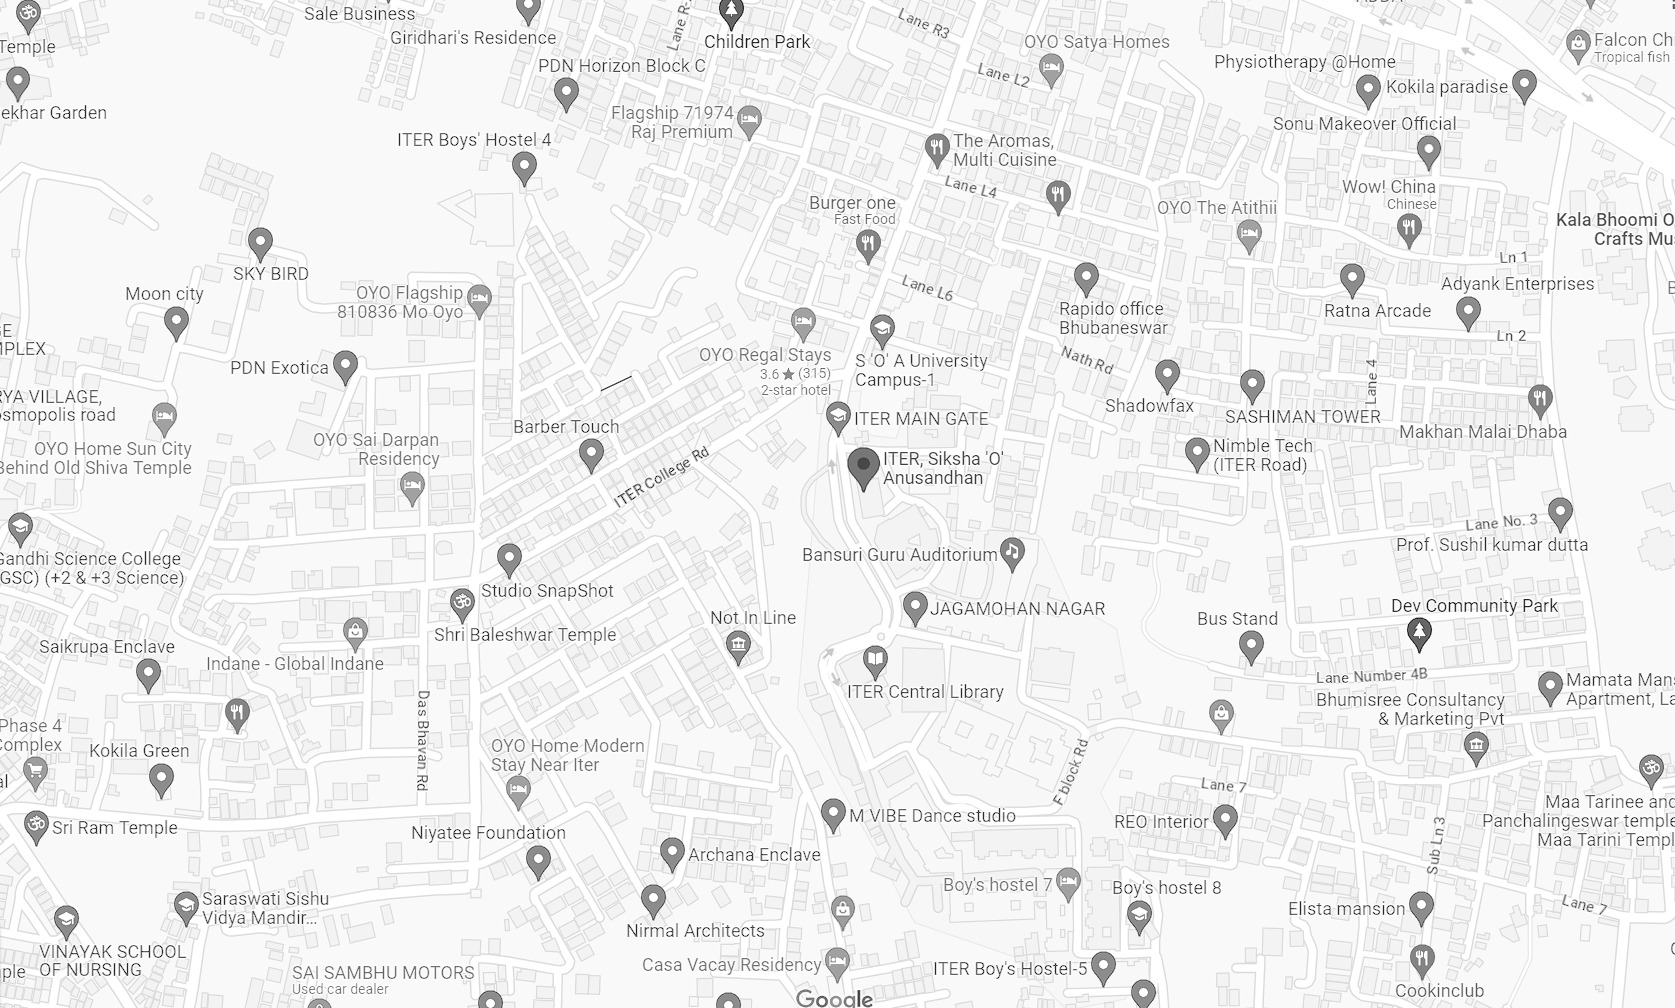 Sale Business
Giridhari's Residence
Lane R-
Children Park
Lane R3
OYO Satya Homes
Falcon Ch
Tropical fish
Temple
PDN Horizon Block C
Lane L2
Physiotherapy @Home
Kokila paradise
ekhar Garden
Flagship 71974
Raj Premium
Sonu Makeover Official
ITER Boys' Hostel 4
The Aromas,
Multi Cuisine
Lane L4
Wow! China
Chinese
Burger one
Fast Food
OYO The Atithii
Kala Bhoomi O
Crafts Mu
SKY BIRD
Ln 1
Moon city
OYO Flagship
810836 Mo Oyo
Lane L6
Rapido office
Bhubaneswar
Ratna Arcade
Adyank Enterprises
MPLEX
Ln 2
PDN Exotica
OYO Regal Stays
3.6 ★ (315)
2-star hotel
S 'O' A University
Campus-1
Nath Rd
Lane 4
RYA VILLAGE,
osmopolis road
Shadowfax
SASHIMAN TOWER
Makhan Malai Dhaba
Barber Touch
ITER MAIN GATE
OYO Home Sun City
Behind Old Shiva Temple
OYO Sai Darpan
Residency
ITER College Rd
ITER, Siksha 'O'
Anusandhan
Nimble Tech
(ITER Road)
Lane No. 3
Prof. Sushil kumar dutta
Gandhi Science College
GSC) (+2 & +3 Science)
Studio SnapShot
Bansuri Guru Auditorium
Shri Baleshwar Temple
Not In Line
JAGAMOHAN NAGAR
Bus Stand
Dev Community Park
Saikrupa Enclave
Indane - Global Indane
Lane Number 4B
ITER Central Library
Bhumisree Consultancy
& Marketing Pvt
Mamata Mans
Apartment, La
Phase 4
Complex
Kokila Green
Das Bhavan Rd
OYO Home Modern
Stay Near Iter
F block Rd
Lane 7
Sri Ram Temple
Niyatee Foundation
M VIBE Dance studio
REO Interior
Sub Ln 3
Maa Tarinee and
Panchalingeswar temple
Maa Tarini Templ
Archana Enclave
Boy's hostel 7
Boy's hostel 8
Saraswati Sishu
Vidya Mandir...
Nirmal Architects
Elista mansion
Lane 7
VINAYAK SCHOOL
OF NURSING
SAI SAMBHU MOTORS
Used car dealer
Casa Vacay Residency
ITER Boy's Hostel-5
Cookinclub
Google